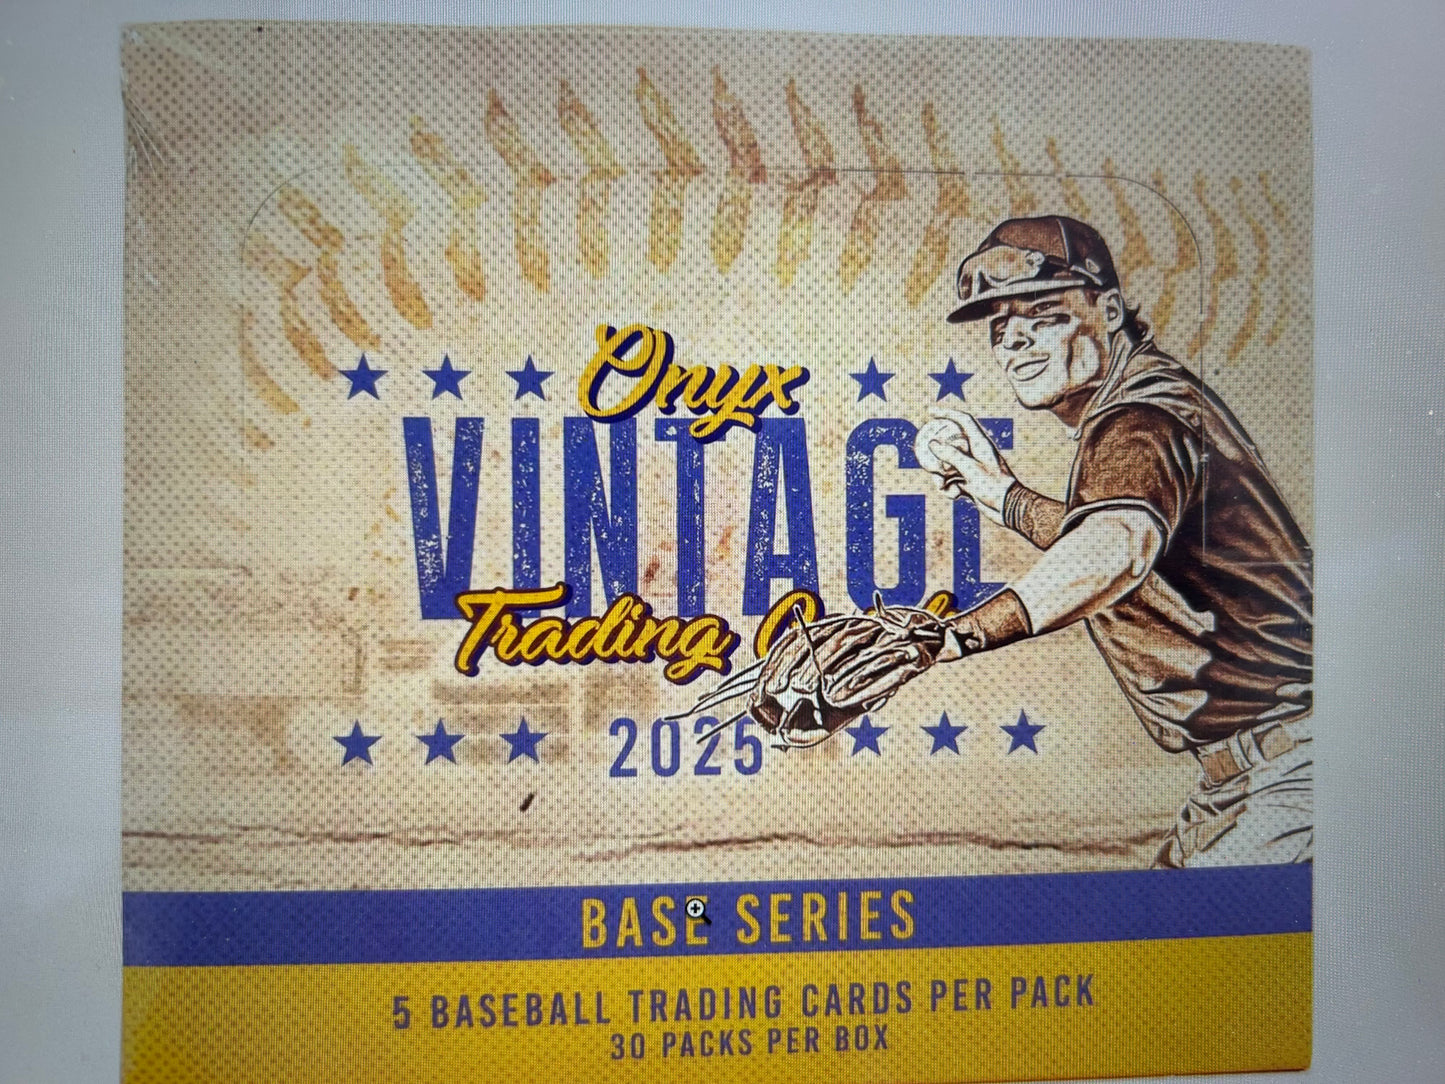 Onyx
VINTAGE
Trading
2025
BASE SERIES
5 BASEBALL TRADING CARDS PER PACK
30 PACKS PER BOX